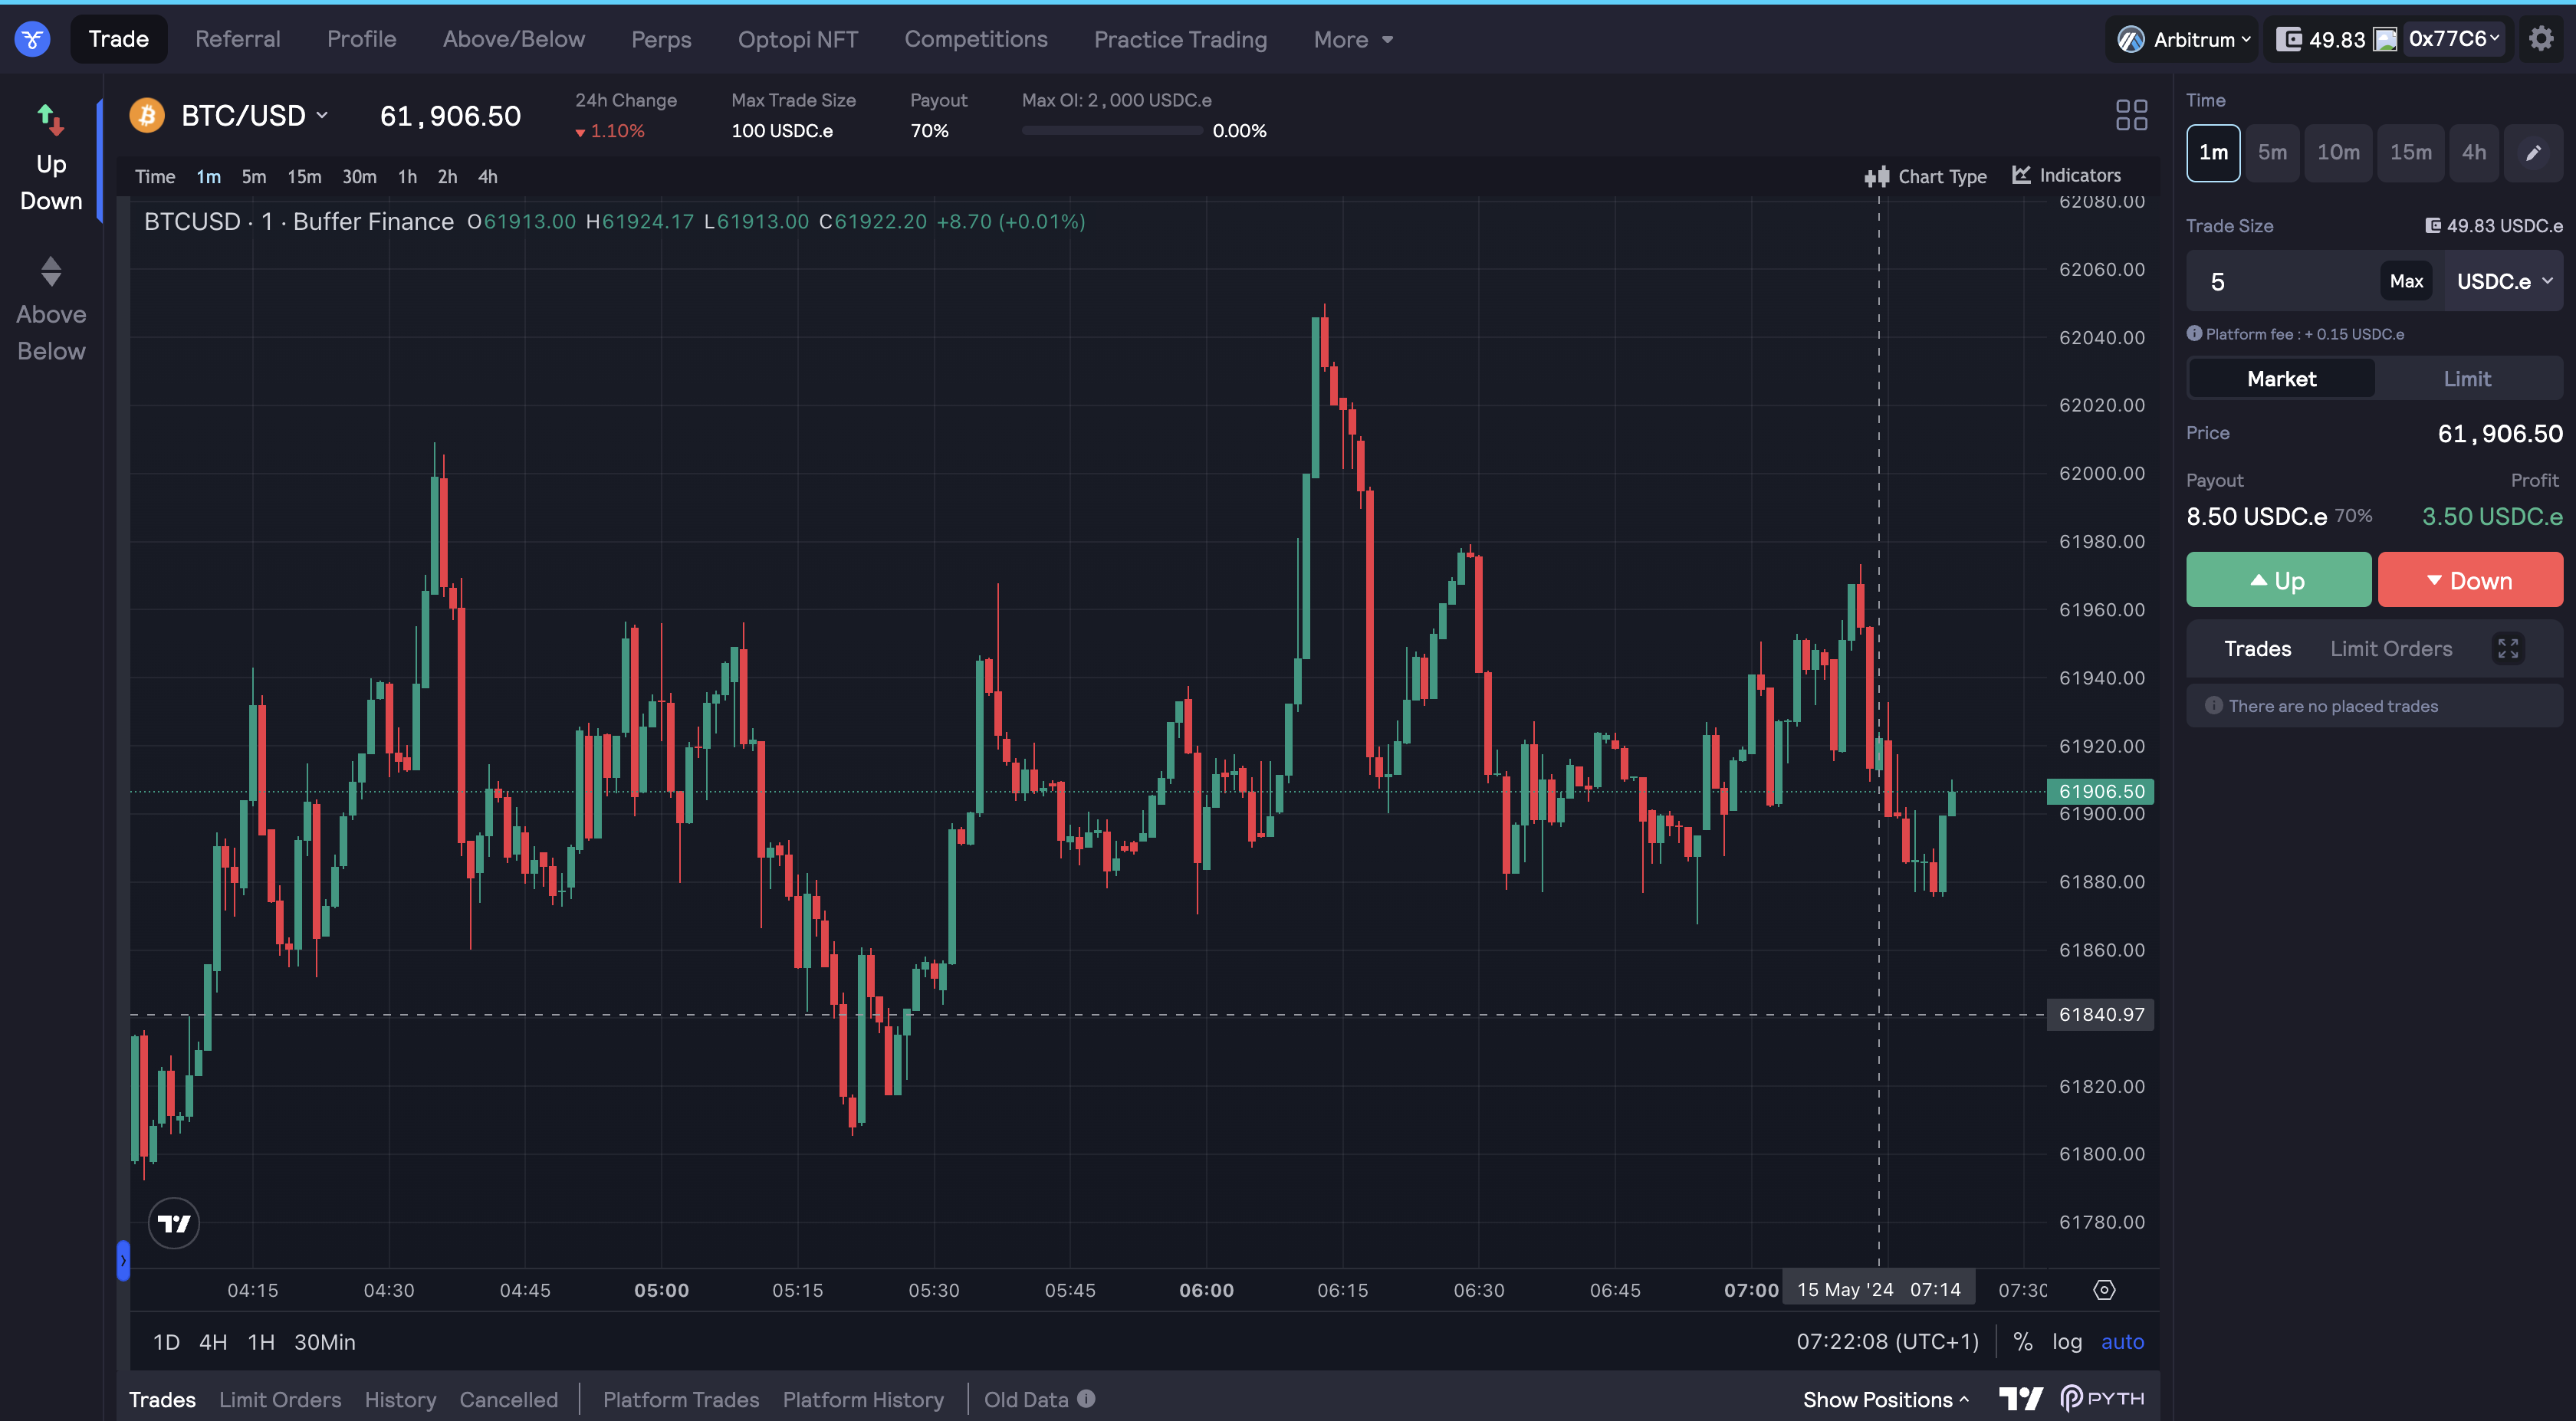 Trade Referral Profile Above/Below Perps Optopi NFT Competitions Practice Trading More Arbitrum 49.83 0x77C6
Up
Down
Above
Below
BTC/USD 61,906.50
24h Change Max Trade Size Payout Max OI: 2,000 USDC.e
1.10% 100 USDC.e 70% 0.00%
Time 1m 5m 15m 30m 1h 2h 4h Chart Type Indicators
BTCUSD · 1 · Buffer Finance O61913.00 H61924.17 L61913.00 C61922.20 +8.70 (+0.01%)
62080.00
62060.00
62040.00
62020.00
62000.00
61980.00
61960.00
61940.00
61920.00
61906.50
61900.00
61880.00
61860.00
61840.97
61820.00
61800.00
61780.00
04:15 04:30 04:45 05:00 05:15 05:30 05:45 06:00 06:15 06:30 06:45 07:00 15 May '24 07:14 07:30
1D 4H 1H 30Min 07:22:08 (UTC+1) % log auto
Trades Limit Orders History Cancelled Platform Trades Platform History Old Data Show Positions PYTH
Time
1m 5m 10m 15m 4h
Trade Size 49.83 USDC.e
5 Max USDC.e
Platform fee : + 0.15 USDC.e
Market Limit
Price 61,906.50
Payout Profit
8.50 USDC.e 70% 3.50 USDC.e
Up Down
Trades Limit Orders
There are no placed trades